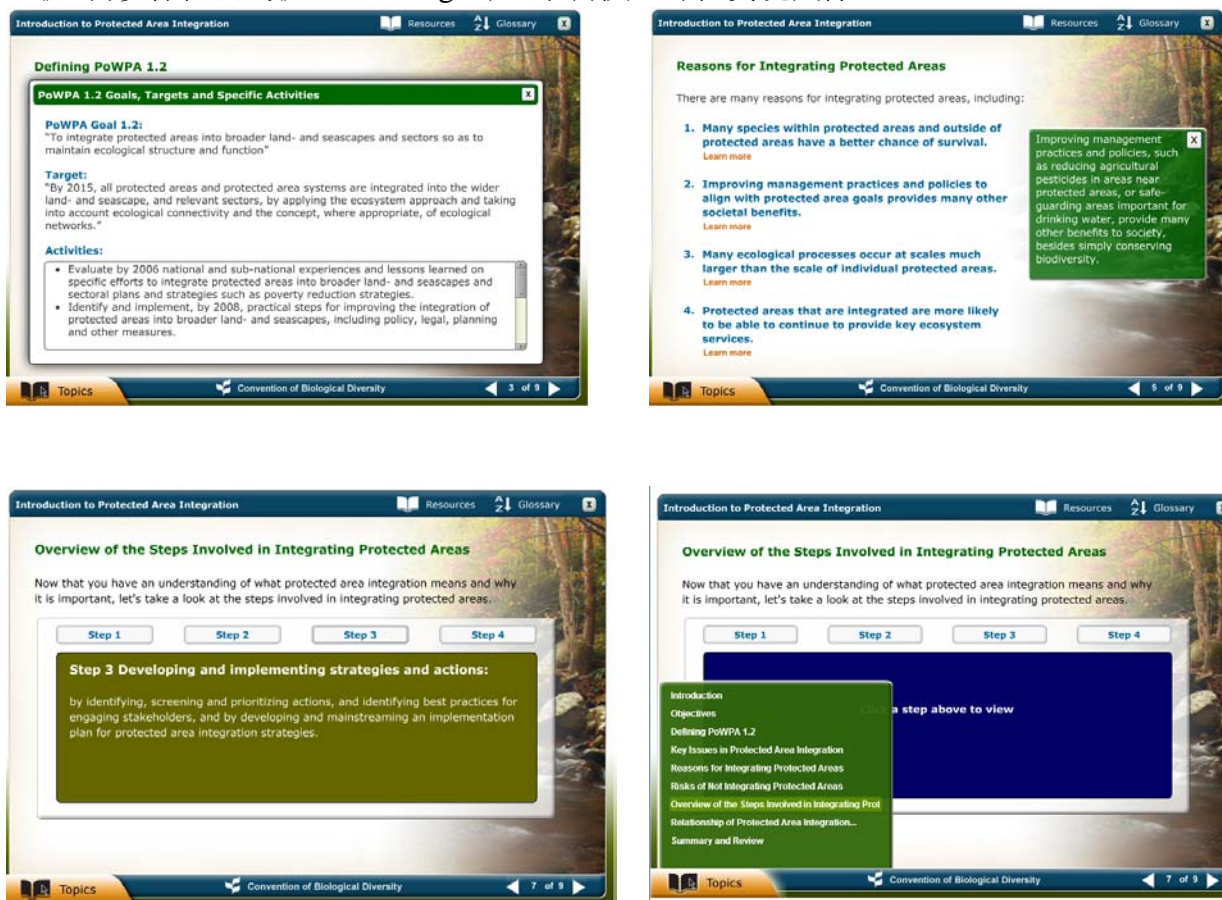 Introduction to Protected Area Integration
Resources
Glossary
Defining PoWPA 1.2
PoWPA 1.2 Goals, Targets and Specific Activities
PoWPA Goal 1.2:
"To integrate protected areas into broader land- and seascapes and sectors so as to
maintain ecological structure and function"
Target:
"By 2015, all protected areas and protected area systems are integrated into the wider
land- and seascape, and relevant sectors, by applying the ecosystem approach and taking
into account ecological connectivity and the concept, where appropriate, of ecological
networks."
Activities:
• Evaluate by 2006 national and sub-national experiences and lessons learned on
specific efforts to integrate protected areas into broader land- and seascapes and
sectoral plans and strategies such as poverty reduction strategies.
• Identify and implement, by 2008, practical steps for improving the integration of
protected areas into broader land- and seascapes, including policy, legal, planning
and other measures.
Topics
Convention of Biological Diversity
3 of 9
Introduction to Protected Area Integration
Resources
Glossary
Reasons for Integrating Protected Areas
There are many reasons for integrating protected areas, including:
1. Many species within protected areas and outside of
protected areas have a better chance of survival.
Learn more
2. Improving management practices and policies to
align with protected area goals provides many other
societal benefits.
Learn more
3. Many ecological processes occur at scales much
larger than the scale of individual protected areas.
Learn more
4. Protected areas that are integrated are more likely
to be able to continue to provide key ecosystem
services.
Learn more
Improving management
practices and policies, such
as reducing agricultural
pesticides in areas near
protected areas, or safe-
guarding areas important for
drinking water, provide many
other benefits to society,
besides simply conserving
biodiversity.
Topics
Convention of Biological Diversity
5 of 9
Introduction to Protected Area Integration
Resources
Glossary
Overview of the Steps Involved in Integrating Protected Areas
Now that you have an understanding of what protected area integration means and why
it is important, let's take a look at the steps involved in integrating protected areas.
Step 1
Step 2
Step 3
Step 4
Step 3 Developing and implementing strategies and actions:
by identifying, screening and prioritizing actions, and identifying best practices for
engaging stakeholders, and by developing and mainstreaming an implementation
plan for protected area integration strategies.
Topics
Convention of Biological Diversity
7 of 9
Introduction to Protected Area Integration
Resources
Glossary
Overview of the Steps Involved in Integrating Protected Areas
Now that you have an understanding of what protected area integration means and why
it is important, let's take a look at the steps involved in integrating protected areas.
Step 1
Step 2
Step 3
Step 4
a step above to view
Introduction
Objectives
Defining PoWPA 1.2
Key Issues in Protected Area Integration
Reasons for Integrating Protected Areas
Risks of Not Integrating Protected Areas
Overview of the Steps Involved in Integrating Prot
Relationship of Protected Area Integration...
Summary and Review
Topics
Convention of Biological Diversity
7 of 9